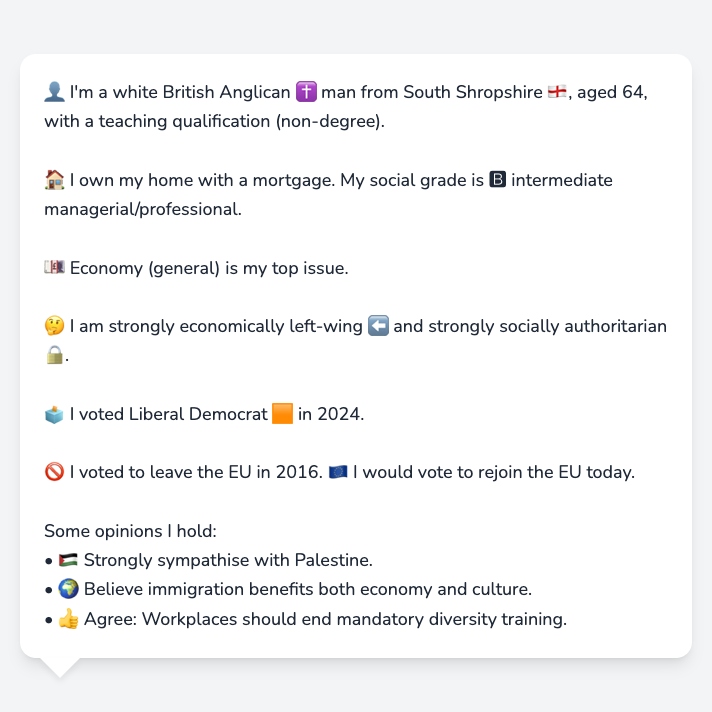 👤 I'm a white British Anglican ✝️ man from South Shropshire 🏴󠁧󠁢󠁥󠁮󠁧󠁿, aged 64,
with a teaching qualification (non-degree).
🏠 I own my home with a mortgage. My social grade is 🅱 intermediate
managerial/professional.
💷 Economy (general) is my top issue.
🤔 I am strongly economically left-wing ⬅️ and strongly socially authoritarian
🔒.
🗳️ I voted Liberal Democrat 🟧 in 2024.
🚫 I voted to leave the EU in 2016. 🇪🇺 I would vote to rejoin the EU today.
Some opinions I hold:
• 🇵🇸 Strongly sympathise with Palestine.
• 🌍 Believe immigration benefits both economy and culture.
• 👍 Agree: Workplaces should end mandatory diversity training.